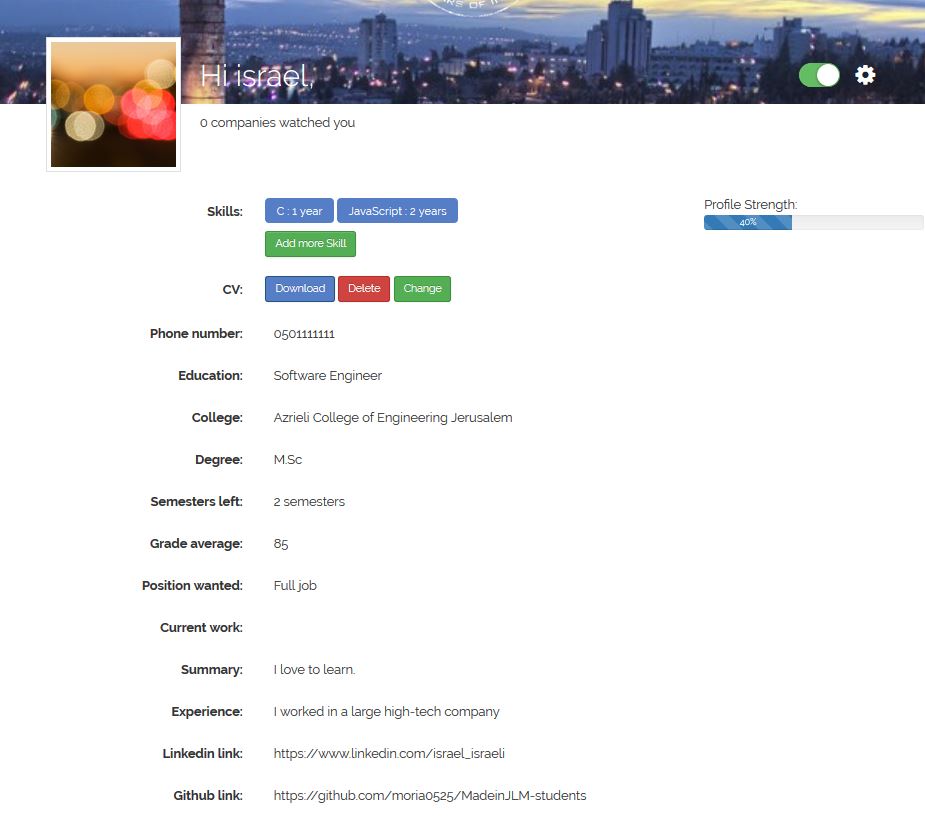 RS OF I
Hi israel,
0 companies watched you
Skills: C : 1 year JavaScript : 2 years
Profile Strength:
40%
Add more Skill
CV: Download Delete Change
Phone number: 0501111111
Education: Software Engineer
College: Azrieli College of Engineering Jerusalem
Degree: M.Sc
Semesters left: 2 semesters
Grade average: 85
Position wanted: Full job
Current work:
Summary: I love to learn.
Experience: I worked in a large high-tech company
Linkedin link: https://www.linkedin.com/israel_israeli
Github link: https://github.com/moria0525/MadeinJLM-students